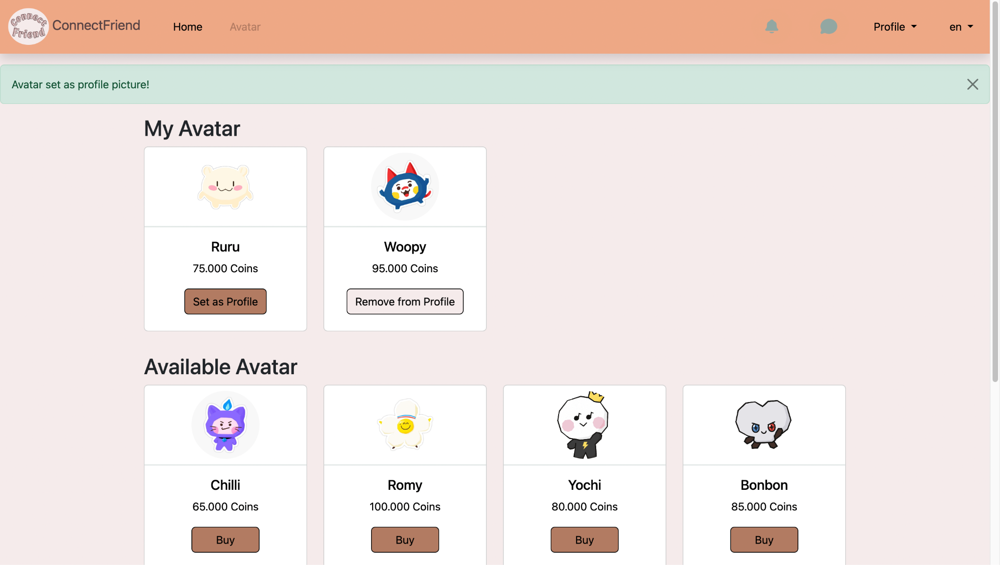 Connect
Friend
ConnectFriend
Home
Avatar
Profile
en
Avatar set as profile picture!
My Avatar
Ruru
75.000 Coins
Set as Profile
Woopy
95.000 Coins
Remove from Profile
Available Avatar
Chilli
65.000 Coins
Buy
Romy
100.000 Coins
Buy
Yochi
80.000 Coins
Buy
Bonbon
85.000 Coins
Buy